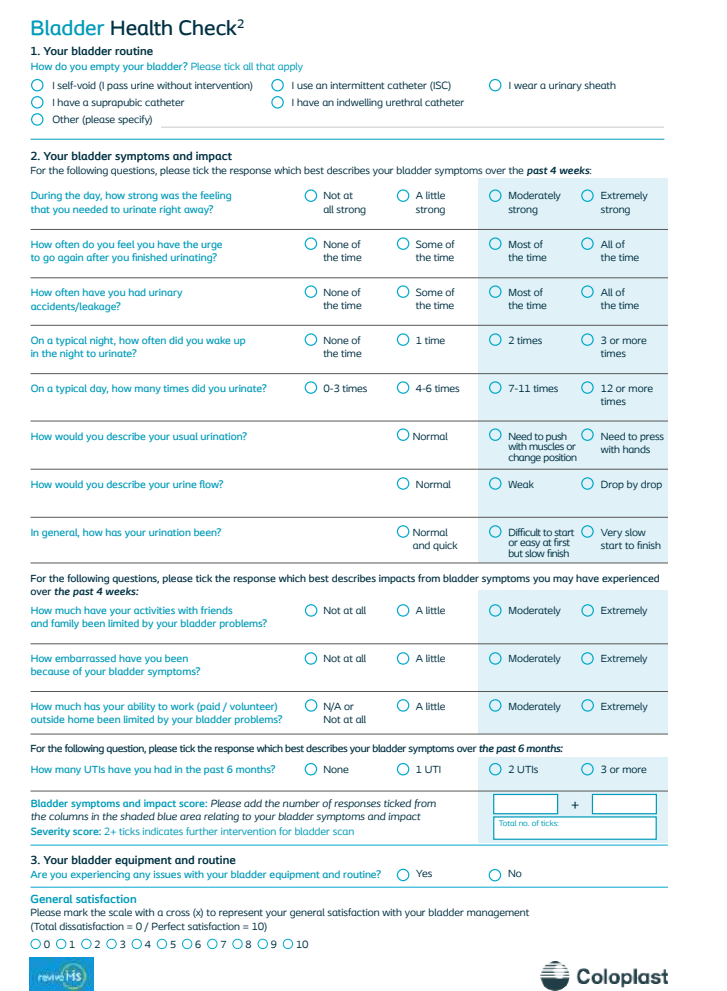 Bladder Health Check2
1. Your bladder routine
How do you empty your bladder? Please tick all that apply
I self-void (I pass urine without intervention) I use an intermittent catheter (ISC) I wear a urinary sheath
I have a suprapubic catheter I have an indwelling urethral catheter
Other (please specify)
2. Your bladder symptoms and impact
For the following questions, please tick the response which best describes your bladder symptoms over the past 4 weeks:
During the day, how strong was the feeling
that you needed to urinate right away?
Not at
all strong
A little
strong
Moderately
strong
Extremely
strong
How often do you feel you have the urge
to go again after you finished urinating?
None of
the time
Some of
the time
Most of
the time
All of
the time
How often have you had urinary
accidents/leakage?
None of
the time
Some of
the time
Most of
the time
All of
the time
On a typical night, how often did you wake up
in the night to urinate?
None of
the time
1 time
2 times
3 or more
times
On a typical day, how many times did you urinate?
0-3 times
4-6 times
7-11 times
12 or more
times
How would you describe your usual urination?
Normal
Need to push
with muscles or
change position
Need to press
with hands
How would you describe your urine flow?
Normal
Weak
Drop by drop
In general, how has your urination been?
Normal
and quick
Difficult to start
or easy at first
but slow finish
Very slow
start to finish
For the following questions, please tick the response which best describes impacts from bladder symptoms you may have experienced
over the past 4 weeks:
How much have your activities with friends
and family been limited by your bladder problems?
Not at all
A little
Moderately
Extremely
How embarrassed have you been
because of your bladder symptoms?
Not at all
A little
Moderately
Extremely
How much has your ability to work (paid / volunteer)
outside home been limited by your bladder problems?
N/A or
Not at all
A little
Moderately
Extremely
For the following question, please tick the response which best describes your bladder symptoms over the past 6 months:
How many UTIs have you had in the past 6 months?
None
1 UTI
2 UTIs
3 or more
Bladder symptoms and impact score: Please add the number of responses ticked from
the columns in the shaded blue area relating to your bladder symptoms and impact
Severity score: 2+ ticks indicates further intervention for bladder scan
+
Total no. of ticks:
3. Your bladder equipment and routine
Are you experiencing any issues with your bladder equipment and routine? Yes No
General satisfaction
Please mark the scale with a cross (x) to represent your general satisfaction with your bladder management
(Total dissatisfaction = 0 / Perfect satisfaction = 10)
0 1 2 3 4 5 6 7 8 9 10
revive MS
Coloplast